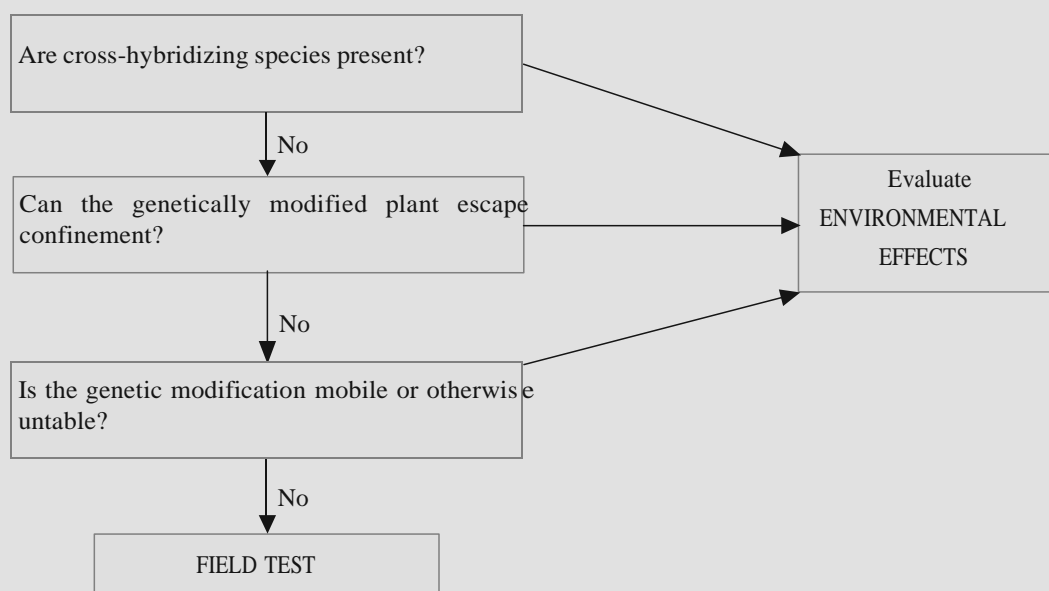 Are cross-hybridizing species present?
No
Can the genetically modified plant escape
confinement?
No
Is the genetic modification mobile or otherwise
untable?
No
FIELD TEST
Evaluate
ENVIRONMENTAL
EFFECTS